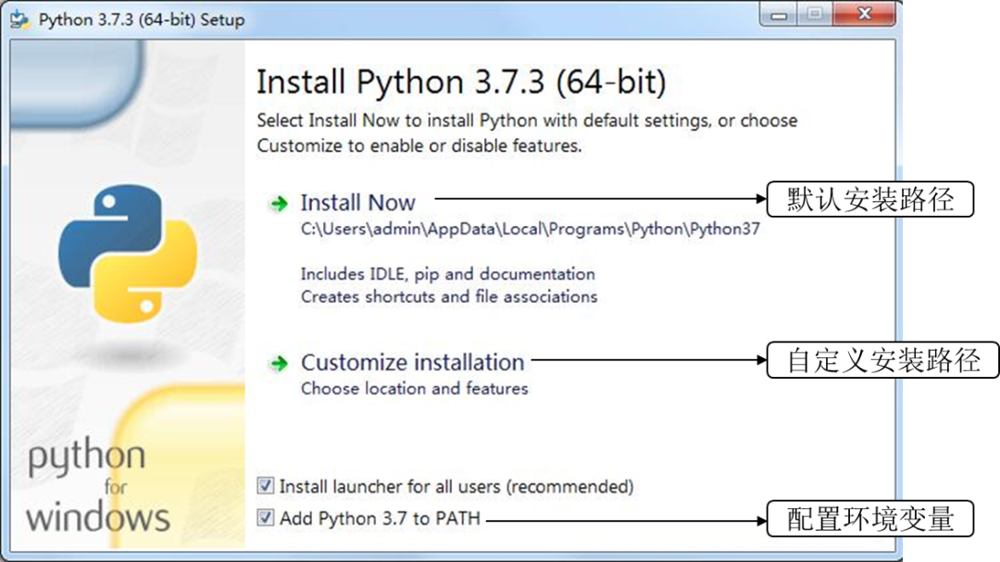 Python 3.7.3 (64-bit) Setup
Install Python 3.7.3 (64-bit)
Select Install Now to install Python with default settings, or choose
Customize to enable or disable features.
Install Now
默认安装路径
C:\Users\admin\AppData\Local\Programs\Python\Python37
Includes IDLE, pip and documentation
Creates shortcuts and file associations
Customize installation
自定义安装路径
Choose location and features
python
for
windows
Install launcher for all users (recommended)
Add Python 3.7 to PATH
配置环境变量